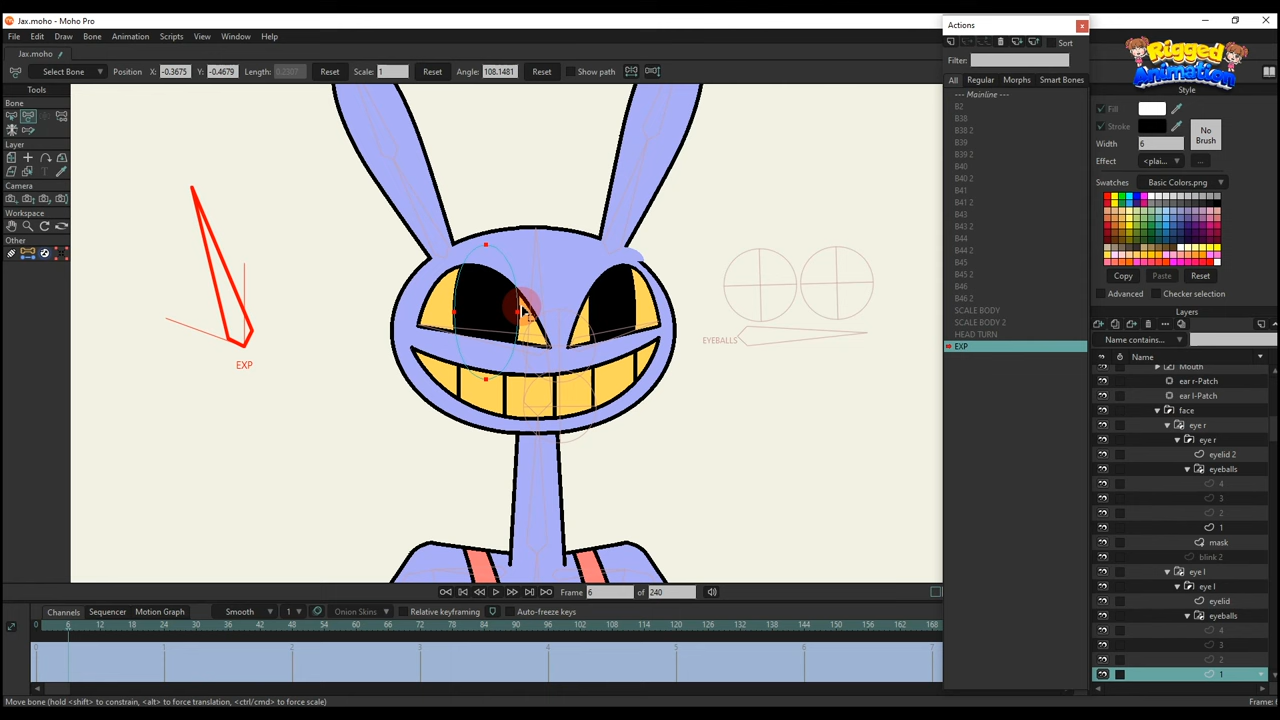 Jax.moho - Moho Pro
File Edit Draw Bone Animation Scripts View Window Help
Jax.moho
Select Bone Position X: -0.3675 Y: -0.4679 Length: 0.2307 Reset Scale: 1 Reset Angle: 108.1481 Reset Show path
Tools
Bone
Layer
Camera
Workspace
Other
EXP
EYEBALLS
Actions
Sort
Filter:
All Regular Morphs Smart Bones
--- Mainline ---
B2
B38
B38 2
B39
B39 2
B40
B40 2
B41
B41 2
B43
B43 2
B44
B44 2
B45
B45 2
B46
B46 2
SCALE BODY
SCALE BODY 2
HEAD TURN
EXP
Rigged
Animation
Style
Fill
Stroke
Width 6
No
Brush
Effect <plai... ...
Swatches Basic Colors.png
Copy Paste Reset
Advanced Checker selection
Layers
Name contains...
Name
Mouth
ear r-Patch
ear l-Patch
face
eye r
eye r
eyelid 2
eyeballs
4
3
2
1
mask
blink 2
eye l
eye l
eyelid
eyeballs
4
3
2
1
Frame 6 of 240
Channels Sequencer Motion Graph Smooth 1 Onion Skins Relative keyframing Auto-freeze keys
0 6 12 18 24 30 36 42 48 54 60 66 72 78 84 90 96 102 108 114 120 126 132 138 144 150 156 162 168
0 1 2 3 4 5 6 7
Move bone (hold <shift> to constrain, <alt> to force translation, <ctrl/cmd> to force scale)
Frame: